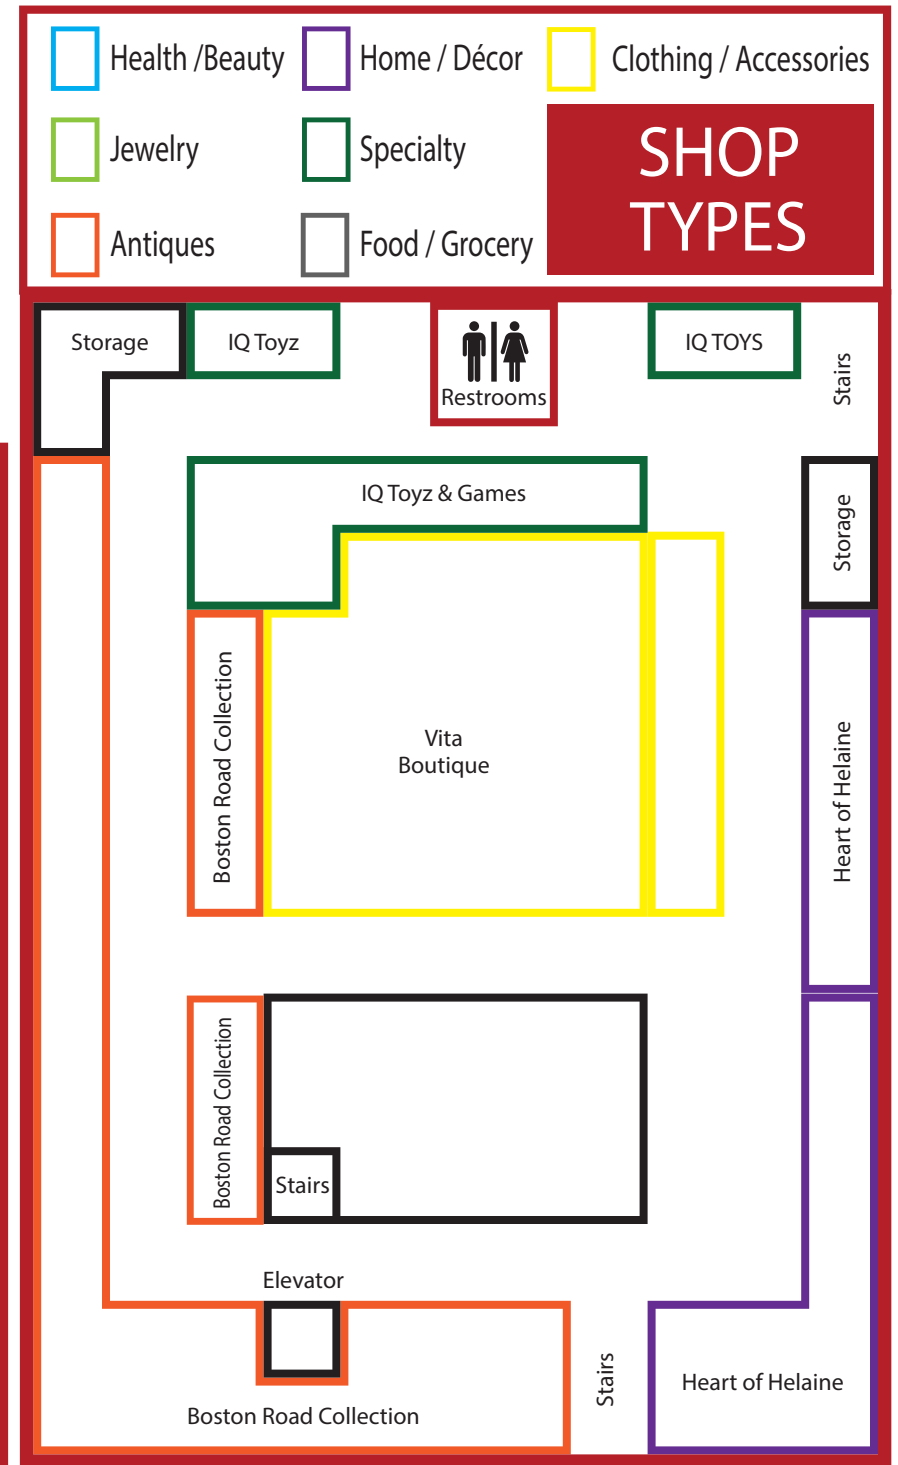 Health /Beauty
Home / Décor
Clothing / Accessories
Jewelry
Specialty
SHOP
TYPES
Antiques
Food / Grocery
Storage
IQ Toyz
Restrooms
IQ TOYS
Stairs
IQ Toyz & Games
Storage
Boston Road Collection
Vita
Boutique
Heart of Helaine
Boston Road Collection
Stairs
Elevator
Boston Road Collection
Stairs
Heart of Helaine